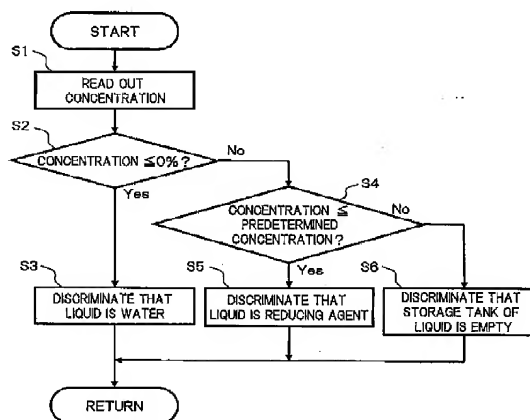 START
S1
READ OUT
CONCENTRATION
S2
CONCENTRATION ≦0%?
No
Yes
S4
CONCENTRATION ≦
PREDETERMINED
CONCENTRATION?
No
Yes
S3
DISCRIMINATE THAT
LIQUID IS WATER
S5
DISCRIMINATE THAT
LIQUID IS REDUCING AGENT
S6
DISCRIMINATE THAT
STORAGE TANK OF
LIQUID IS EMPTY
RETURN